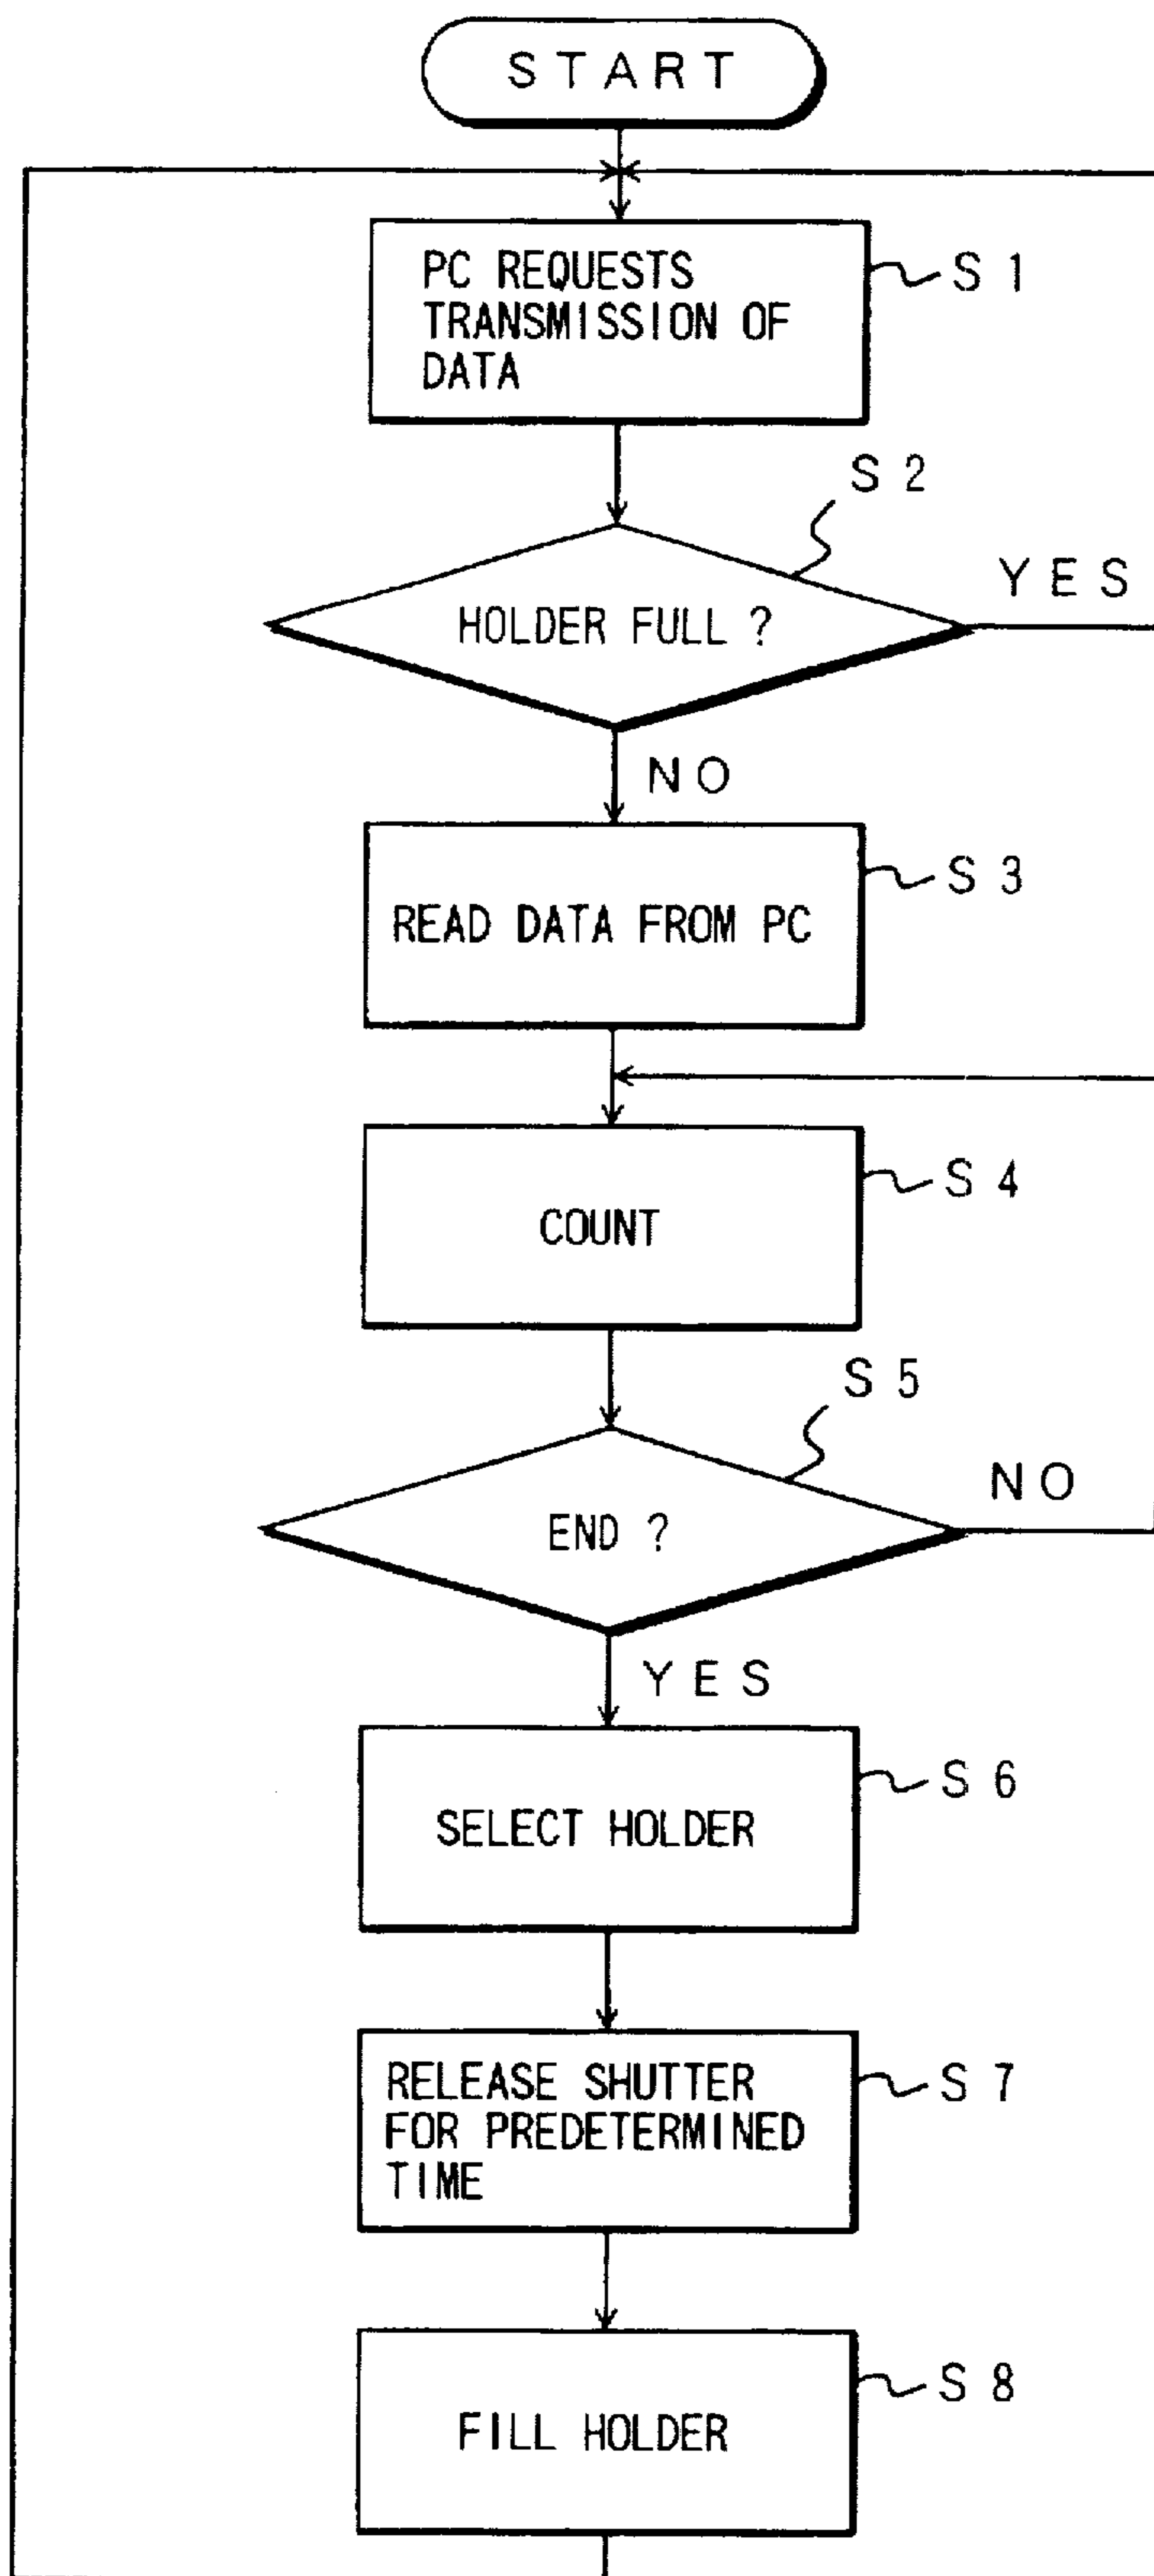 START
PC REQUESTS
TRANSMISSION OF
DATA
S1
S2
HOLDER FULL ?
YES
NO
READ DATA FROM PC
S3
COUNT
S4
S5
END ?
NO
YES
SELECT HOLDER
S6
RELEASE SHUTTER
FOR PREDETERMINED
TIME
S7
FILL HOLDER
S8